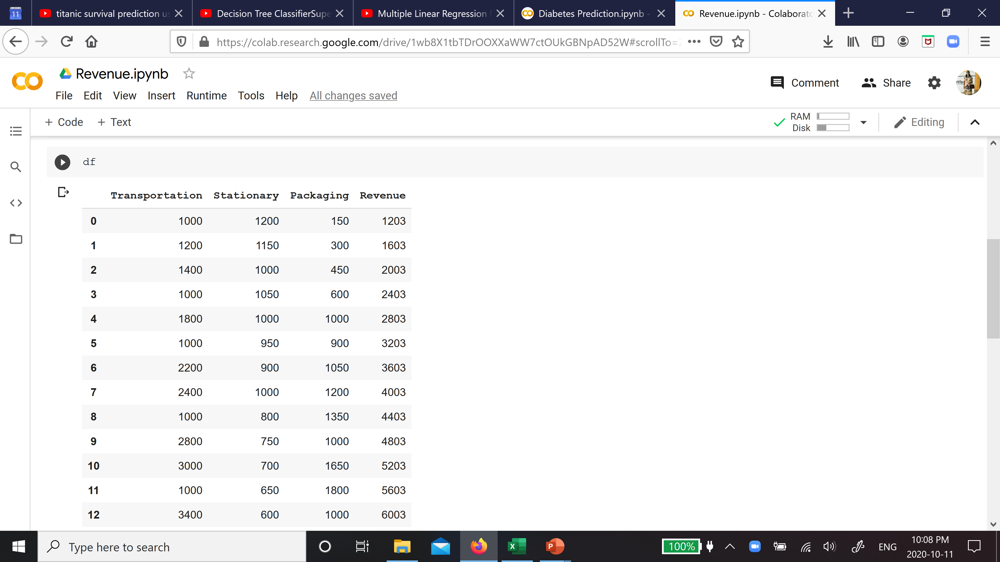 11
titanic survival prediction us
Decision Tree ClassifierSupe
Multiple Linear Regression
Diabetes Prediction.ipynb -
Revenue.ipynb - Colaborato
https://colab.research.google.com/drive/1wb8X1tbTDrOOXXaWW7ctOUkGBNpAD52W#scrollTo=
Revenue.ipynb
Comment
Share
File Edit View Insert Runtime Tools Help All changes saved
+ Code + Text
RAM
Disk
Editing
df
Transportation Stationary Packaging Revenue
0 1000 1200 150 1203
1 1200 1150 300 1603
2 1400 1000 450 2003
3 1000 1050 600 2403
4 1800 1000 1000 2803
5 1000 950 900 3203
6 2200 900 1050 3603
7 2400 1000 1200 4003
8 1000 800 1350 4403
9 2800 750 1000 4803
10 3000 700 1650 5203
11 1000 650 1800 5603
12 3400 600 1000 6003
Type here to search
100%
ENG
10:08 PM
2020-10-11